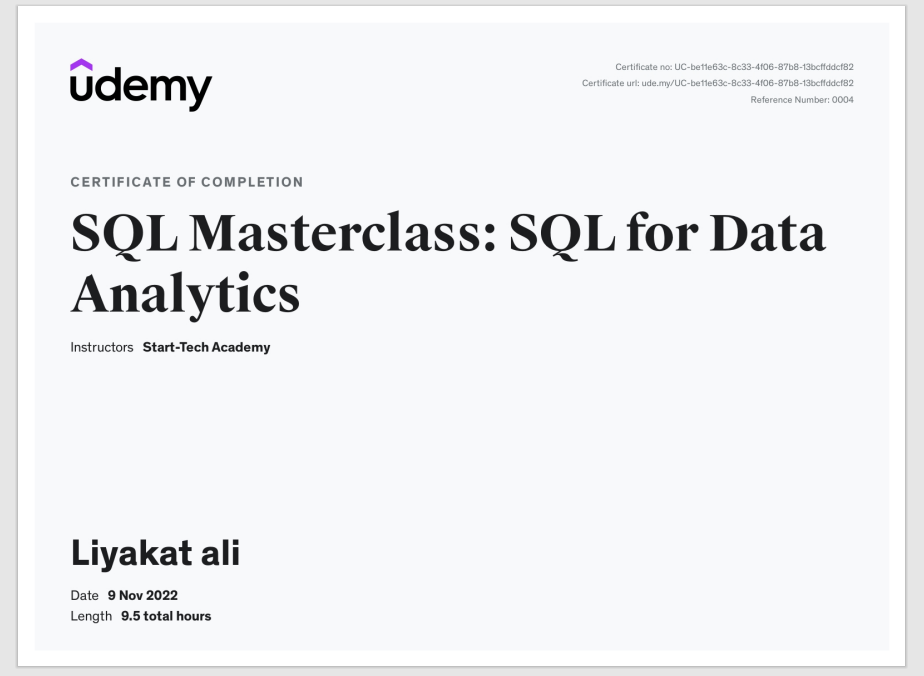 udemy
Certificate no: UC-be11e63c-8c33-4f06-87b8-13bcffddcf82
Certificate url: ude.my/UC-be11e63c-8c33-4f06-87b8-13bcffddcf82
Reference Number: 0004
CERTIFICATE OF COMPLETION
SQL Masterclass: SQL for Data
Analytics
Instructors Start-Tech Academy
Liyakat ali
Date 9 Nov 2022
Length 9.5 total hours